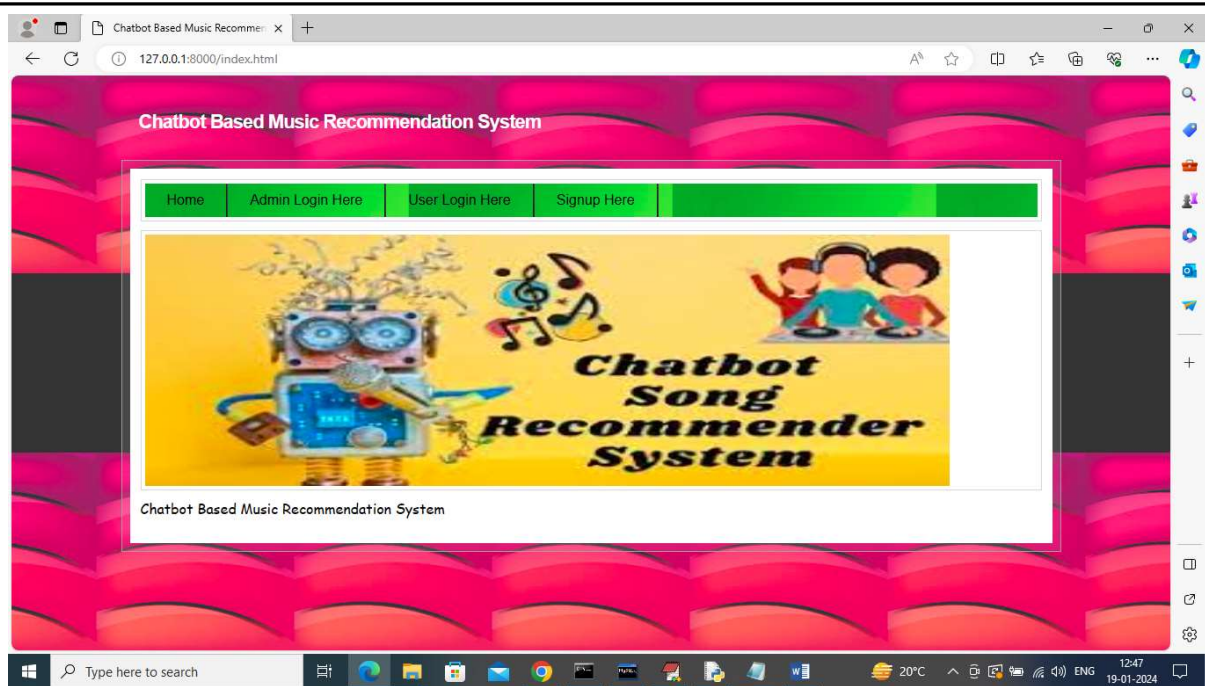 Chatbot Based Music Recommen
127.0.0.1:8000/index.html
Chatbot Based Music Recommendation System
Home Admin Login Here User Login Here Signup Here
Chatbot
Song
Recommender
System
Chatbot Based Music Recommendation System
Type here to search
20°C ENG 12:47
19-01-2024